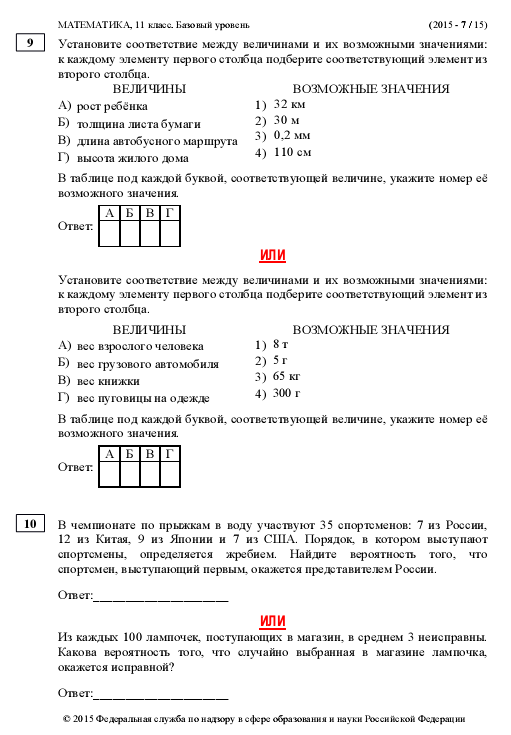 МАТЕМАТИКА, 11 класс. Базовый уровень (2015 - 7 / 15)
9 Установите соответствие между величинами и их возможными значениями:
к каждому элементу первого столбца подберите соответствующий элемент из
второго столбца.
ВЕЛИЧИНЫ ВОЗМОЖНЫЕ ЗНАЧЕНИЯ
А) рост ребёнка 1) 32 км
Б) толщина листа бумаги 2) 30 м
В) длина автобусного маршрута 3) 0,2 мм
Г) высота жилого дома 4) 110 см
В таблице под каждой буквой, соответствующей величине, укажите номер её
возможного значения.
А Б В Г
Ответ:
ИЛИ
Установите соответствие между величинами и их возможными значениями:
к каждому элементу первого столбца подберите соответствующий элемент из
второго столбца.
ВЕЛИЧИНЫ ВОЗМОЖНЫЕ ЗНАЧЕНИЯ
А) вес взрослого человека 1) 8 т
Б) вес грузового автомобиля 2) 5 г
В) вес книжки 3) 65 кг
Г) вес пуговицы на одежде 4) 300 г
В таблице под каждой буквой, соответствующей величине, укажите номер её
возможного значения.
А Б В Г
Ответ:
10 В чемпионате по прыжкам в воду участвуют 35 спортсменов: 7 из России,
12 из Китая, 9 из Японии и 7 из США. Порядок, в котором выступают
спортсмены, определяется жребием. Найдите вероятность того, что
спортсмен, выступающий первым, окажется представителем России.
Ответ:______________________
ИЛИ
Из каждых 100 лампочек, поступающих в магазин, в среднем 3 неисправны.
Какова вероятность того, что случайно выбранная в магазине лампочка,
окажется исправной?
Ответ:______________________
© 2015 Федеральная служба по надзору в сфере образования и науки Российской Федерации